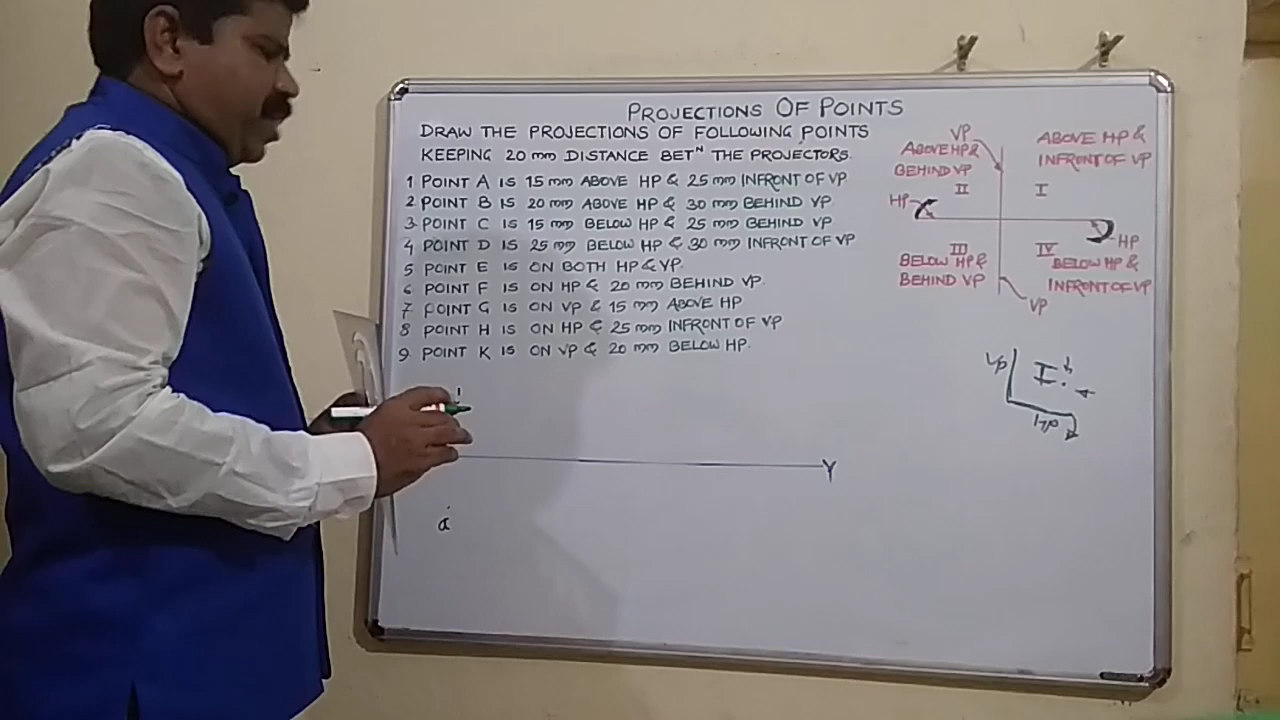 PROJECTIONS OF POINTS
DRAW THE PROJECTIONS OF FOLLOWING POINTS
KEEPING 20 mm DISTANCE BETᴺ THE PROJECTORS.
1 POINT A IS 15 mm ABOVE HP & 25 mm INFRONT OF VP
2 POINT B IS 20 mm ABOVE HP & 30 mm BEHIND VP
3 POINT C IS 15 mm BELOW HP & 25 mm BEHIND VP
4 POINT D IS 25 mm BELOW HP & 30 mm INFRONT OF VP
5 POINT E IS ON BOTH HP & VP.
6 POINT F IS ON HP & 20 mm BEHIND VP.
7 POINT G IS ON VP & 15 mm ABOVE HP
8 POINT H IS ON HP & 25 mm INFRONT OF VP
9. POINT K IS ON VP & 20 mm BELOW HP.
VP
ABOVE HP &
BEHIND VP
II
ABOVE HP &
INFRONT OF VP
I
HP
HP
III
BELOW HP &
BEHIND VP
IV
BELOW HP &
INFRONT OF VP
VP
VP
I
HP
Y
a